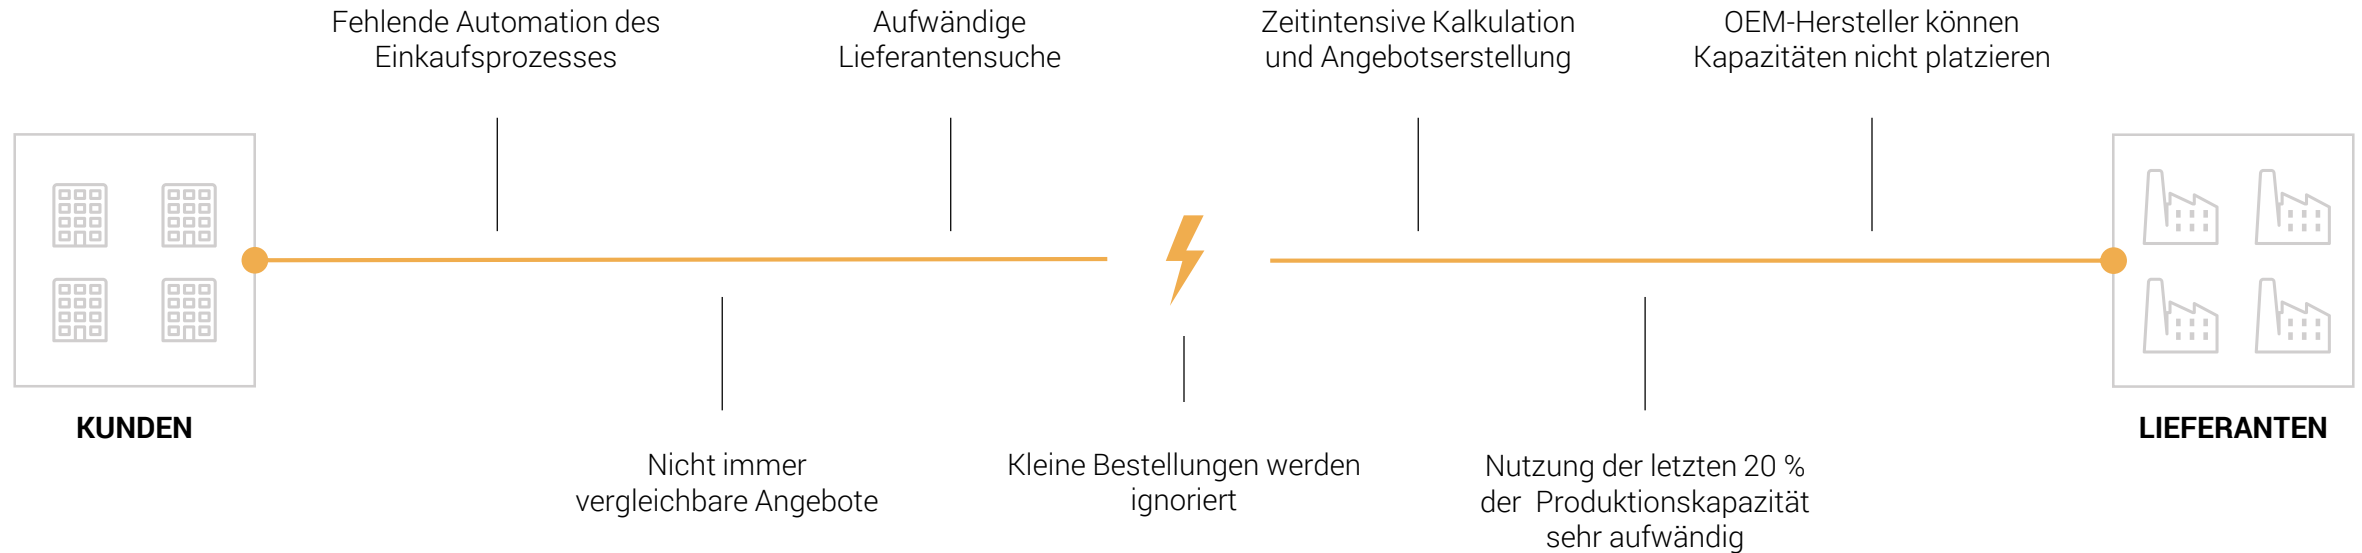 Fehlende Automation des
Einkaufsprozesses
Aufwändige
Lieferantensuche
Zeitintensive Kalkulation
und Angebotserstellung
OEM-Hersteller können
Kapazitäten nicht platzieren
KUNDEN
LIEFERANTEN
Nicht immer
vergleichbare Angebote
Kleine Bestellungen werden
ignoriert
Nutzung der letzten 20 %
der Produktionskapazität
sehr aufwändig